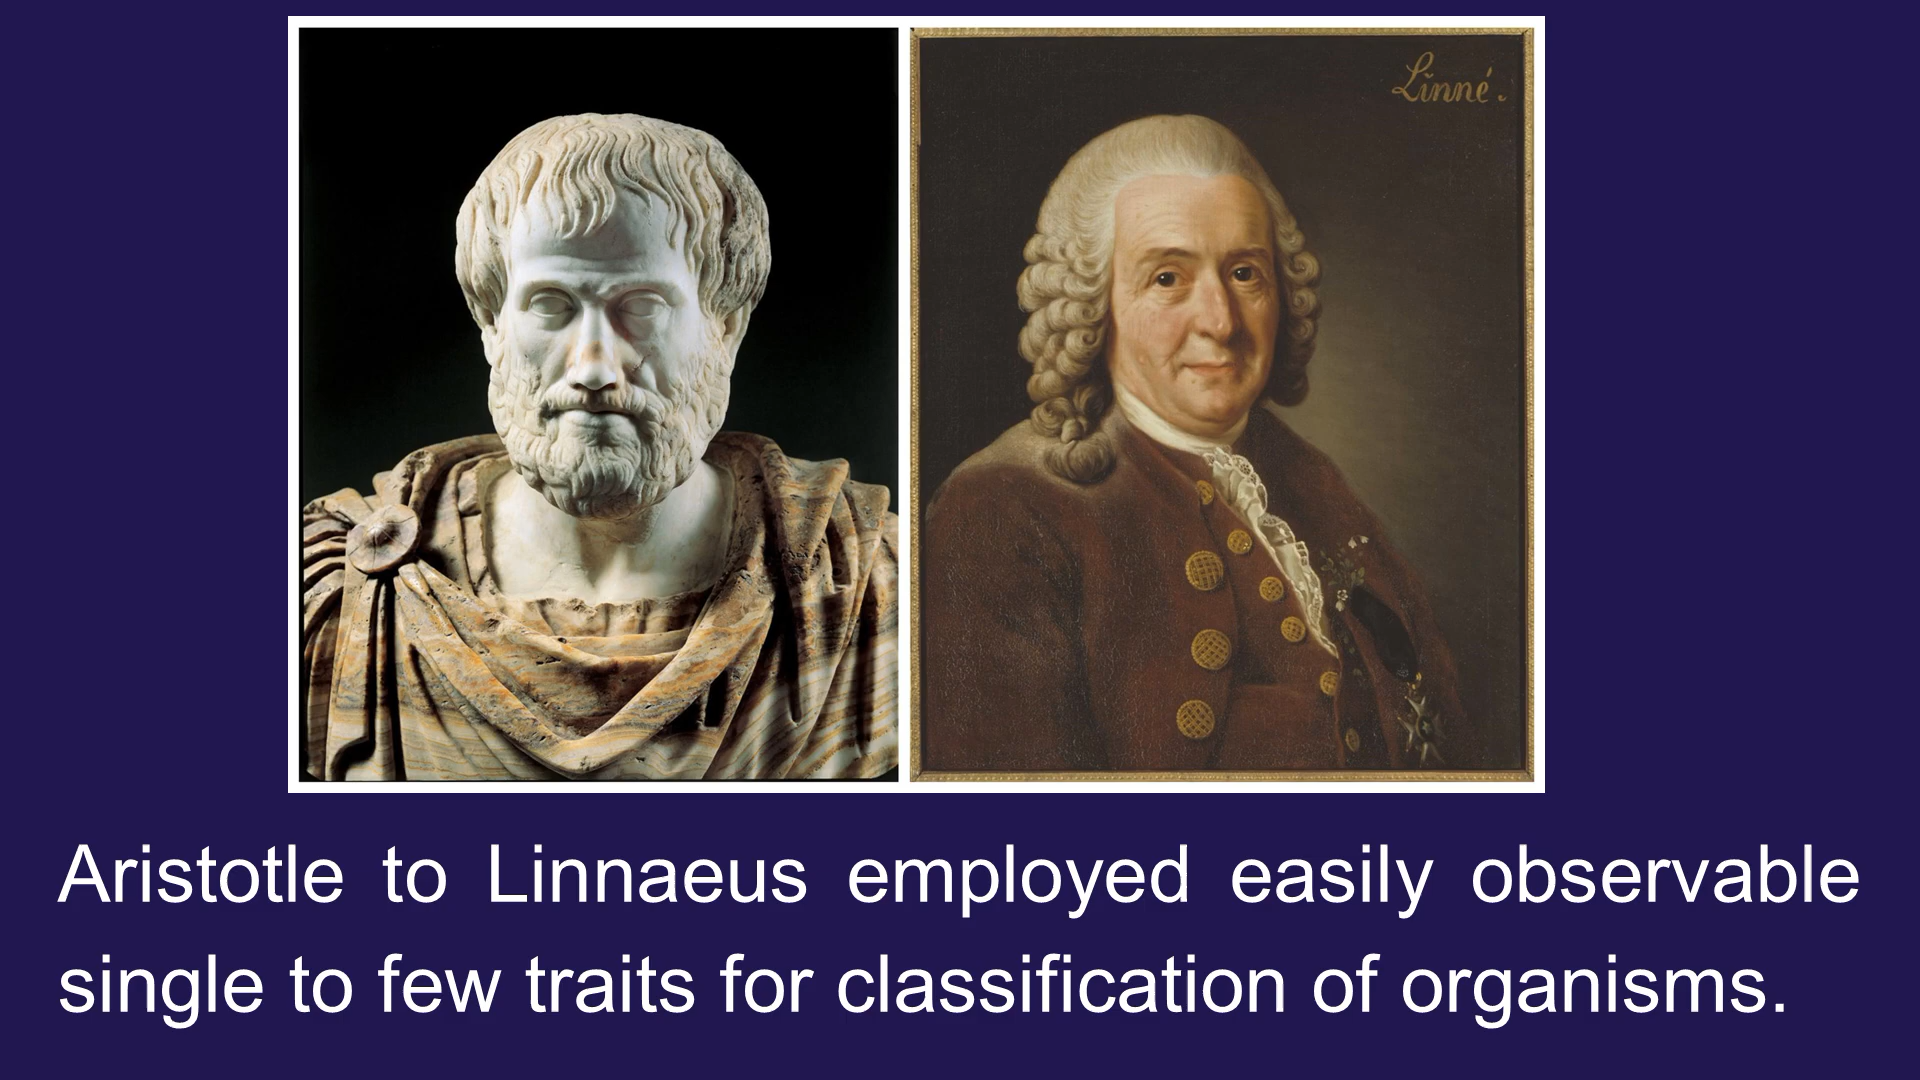 Linné.
Aristotle to Linnaeus employed easily observable
single to few traits for classification of organisms.